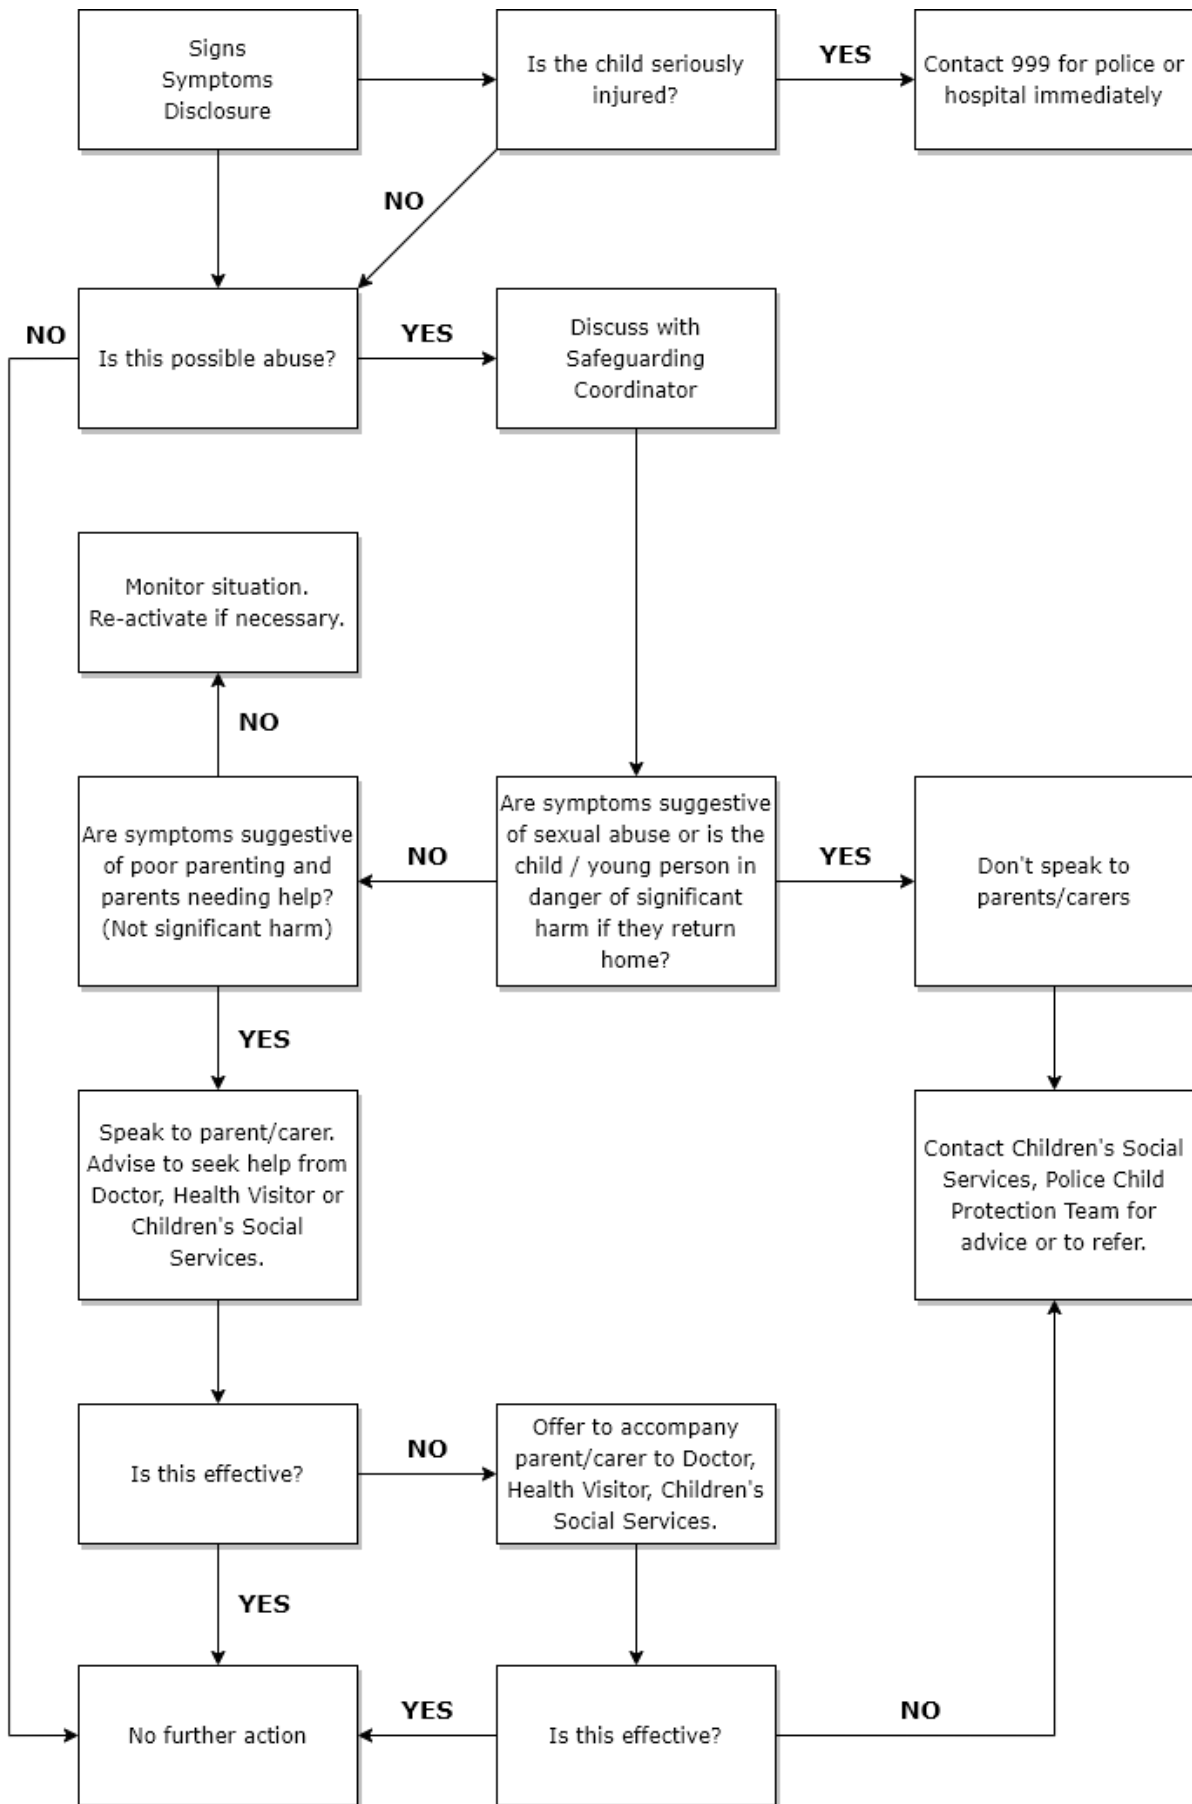 Signs
Symptoms
Disclosure
Is the child seriously
injured?
YES
Contact 999 for police or
hospital immediately
NO
NO
Is this possible abuse?
YES
Discuss with
Safeguarding
Coordinator
Monitor situation.
Re-activate if necessary.
NO
Are symptoms suggestive
of poor parenting and
parents needing help?
(Not significant harm)
NO
Are symptoms suggestive
of sexual abuse or is the
child / young person in
danger of significant
harm if they return
home?
YES
Don't speak to
parents/carers
YES
Speak to parent/carer.
Advise to seek help from
Doctor, Health Visitor or
Children's Social
Services.
Contact Children's Social
Services, Police Child
Protection Team for
advice or to refer.
Is this effective?
NO
Offer to accompany
parent/carer to Doctor,
Health Visitor, Children's
Social Services.
YES
No further action
YES
Is this effective?
NO